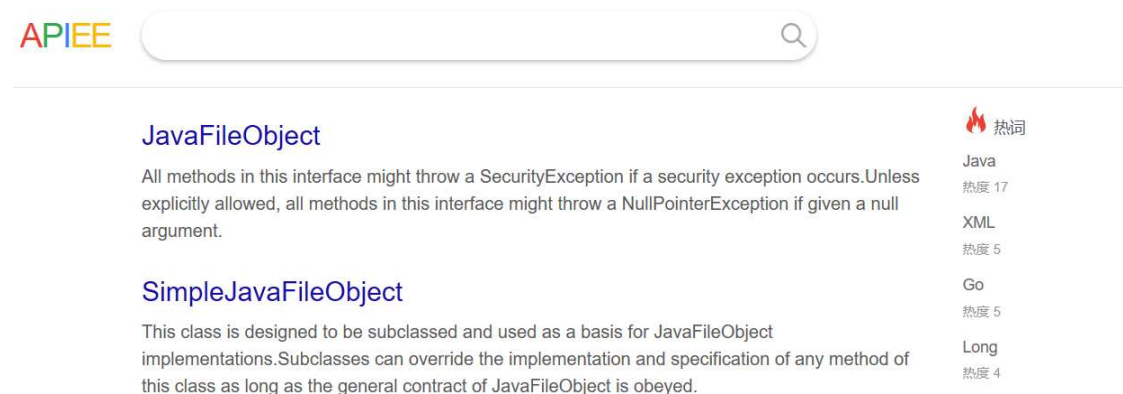 APIEE
JavaFileObject
All methods in this interface might throw a SecurityException if a security exception occurs.Unless
explicitly allowed, all methods in this interface might throw a NullPointerException if given a null
argument.
SimpleJavaFileObject
This class is designed to be subclassed and used as a basis for JavaFileObject
implementations.Subclasses can override the implementation and specification of any method of
this class as long as the general contract of JavaFileObject is obeyed.
热词
Java
热度 17
XML
热度 5
Go
热度 5
Long
热度 4